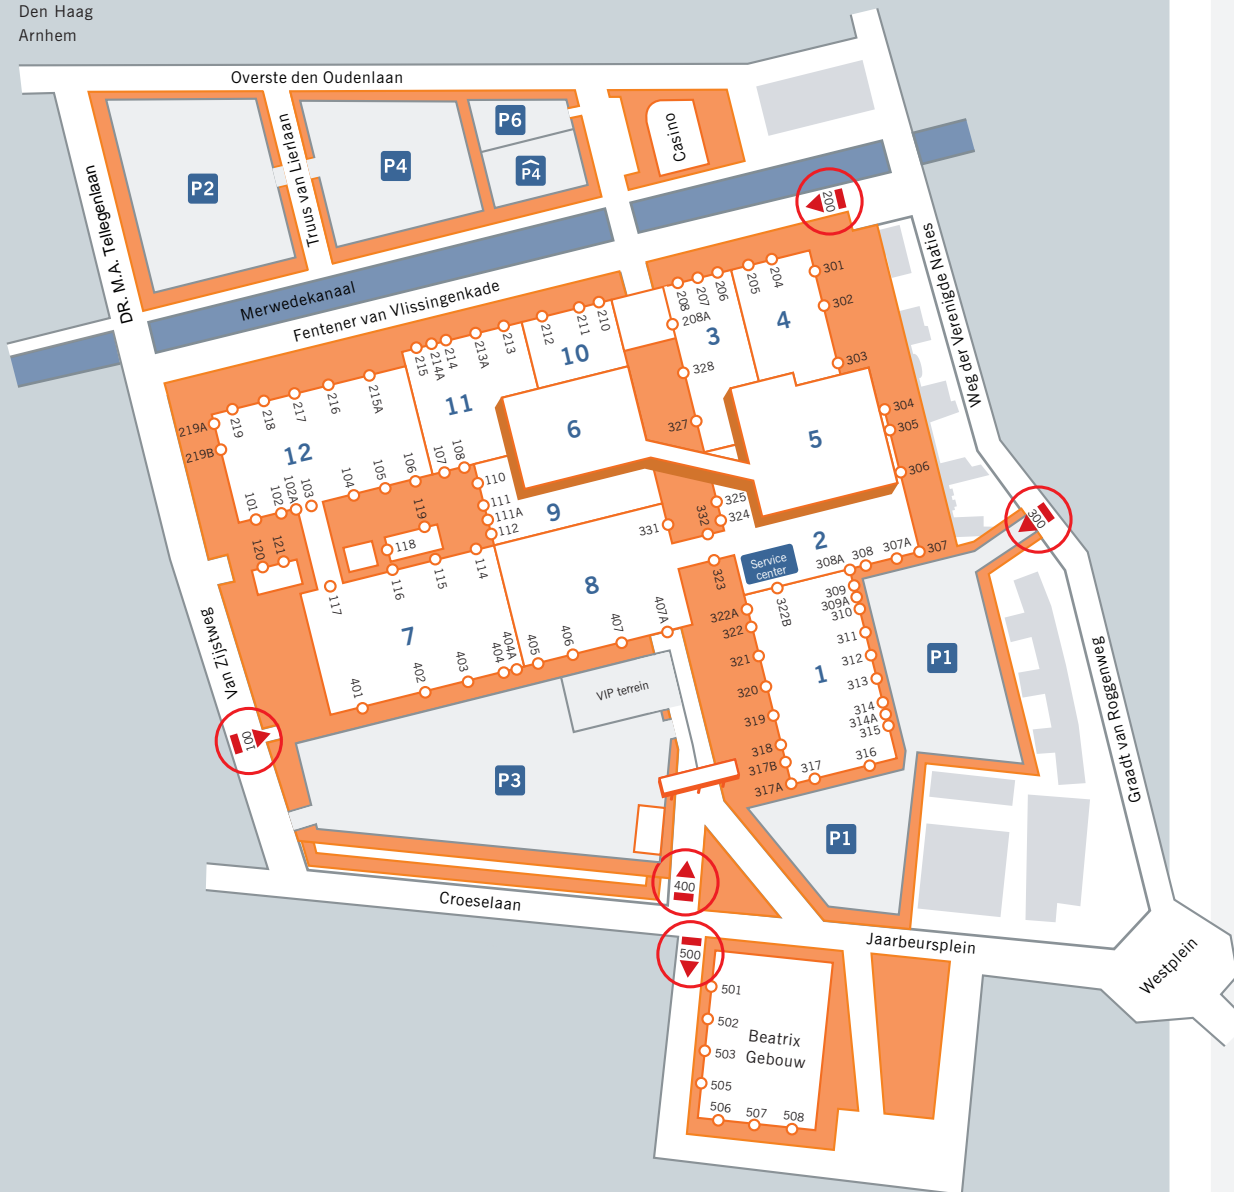 Den Haag
Arnhem
Overste den Oudenlaan
P2
Truus van Lierlaan
P4
P6
P4
Casino
DR. M.A. Tellegenlaan
Merwedekanaal
Fentener van Vlissingenkade
200
Weg der Verenigde Naties
301
302
303
304
305
306
204
205
206
207
208
208A
328
327
210
211
212
213
213A
214
214A
215
215A
216
217
218
219
219A
219B
3
4
5
6
10
11
12
101
102
102A
103
104
105
106
107
108
110
111
111A
112
114
115
116
117
118
119
120
121
9
8
7
2
1
331
332
325
324
323
Service
center
308A
308
307A
307
309
309A
310
311
312
313
314
314A
315
316
317
317A
317B
318
319
320
321
322
322A
322B
300
P1
P1
401
402
403
404
404A
405
406
407
407A
VIP terrein
P3
Van Zijstweg
100
400
500
Croeselaan
Jaarbeursplein
Graadt van Roggenweg
Westplein
501
502
503
505
506
507
508
Beatrix
Gebouw